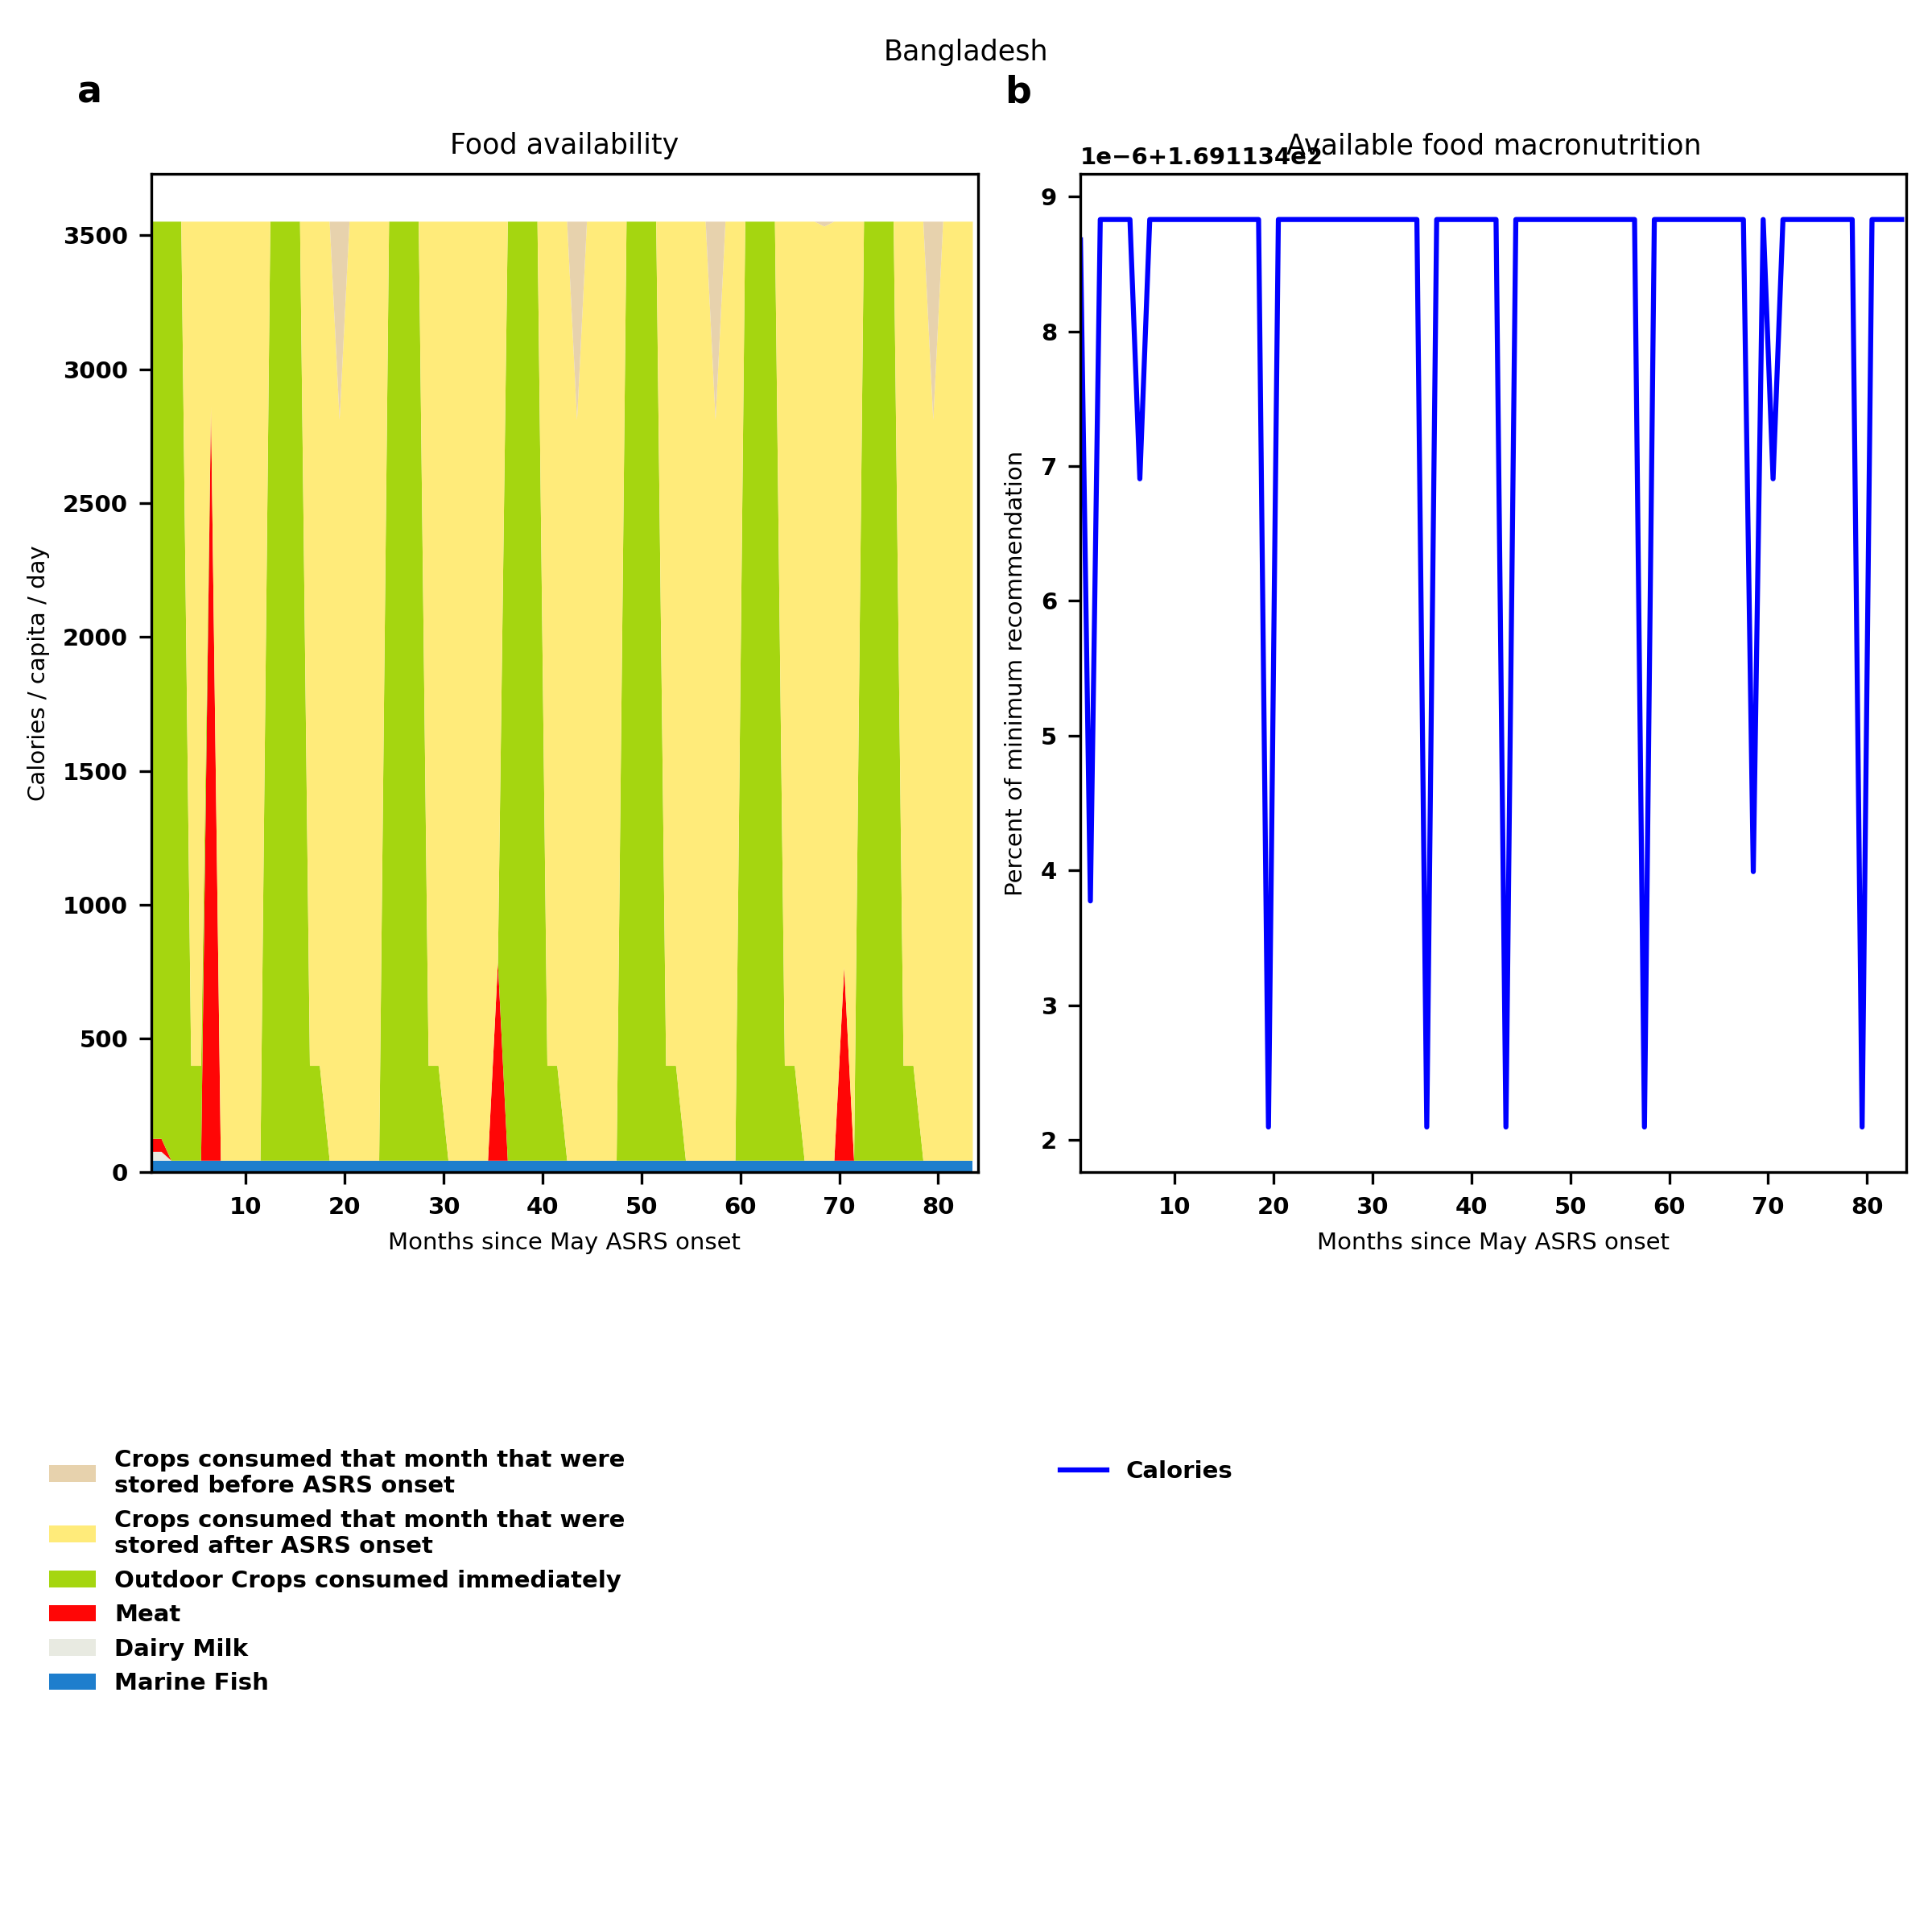 Bangladesh
a
b
Food availability
Available food macronutrition
1e−6+1.691134e2
Calories / capita / day
3500
3000
2500
2000
1500
1000
500
0
10 20 30 40 50 60 70 80
Months since May ASRS onset
Percent of minimum recommendation
9
8
7
6
5
4
3
2
10 20 30 40 50 60 70 80
Months since May ASRS onset
Crops consumed that month that were
stored before ASRS onset
Crops consumed that month that were
stored after ASRS onset
Outdoor Crops consumed immediately
Meat
Dairy Milk
Marine Fish
Calories